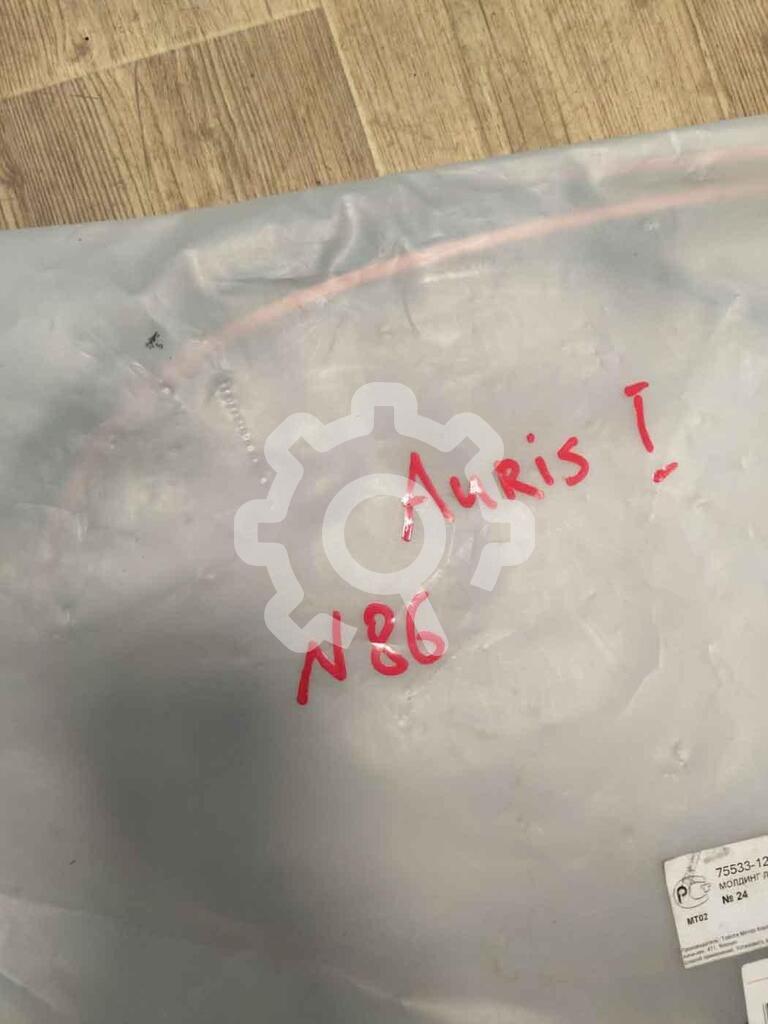 Auris I
N86
75533-12
МОЛДИНГ Л
№ 24
МТ02